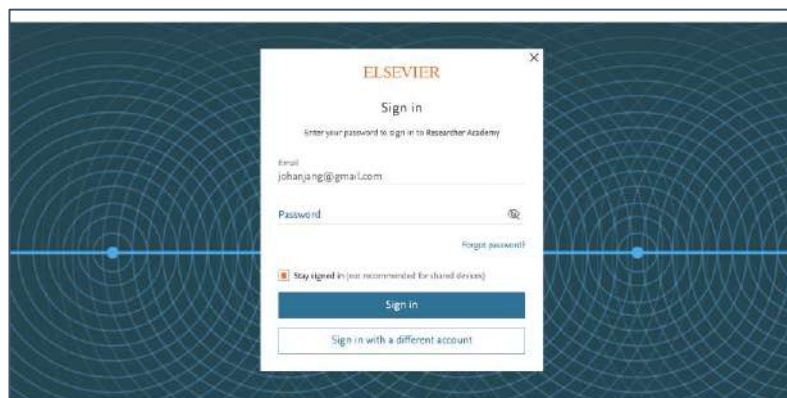 ELSEVIER
Sign in
Enter your password to sign in to Researcher Academy
Email
johanjang@gmail.com
Password
Forgot password?
Stay signed in (not recommended for shared devices)
Sign in
Sign in with a different account